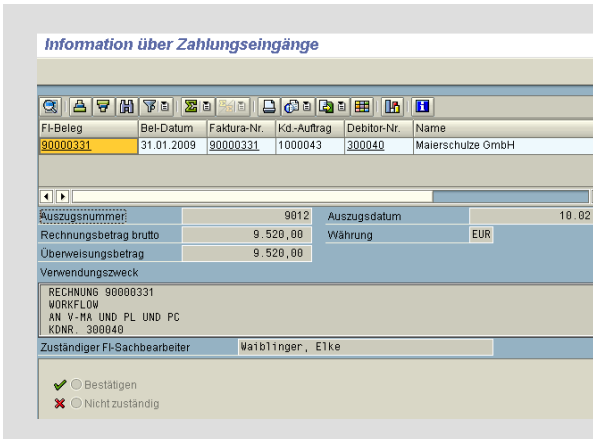 Information über Zahlungseingänge
FI-Beleg Bel-Datum Faktura-Nr. Kd.-Auftrag Debitor-Nr. Name
90000331 31.01.2009 90000331 1000043 300040 Maierschulze GmbH
Auszugsnummer 9012 Auszugsdatum 10.02
Rechnungsbetrag brutto 9.520,00 Währung EUR
Überweisungsbetrag 9.520,00
Verwendungszweck
RECHNUNG 90000331
WORKFLOW
AN V-MA UND PL UND PC
KDNR. 300040
Zuständiger FI-Sachbearbeiter Waiblinger, Elke
Bestätigen
Nicht zuständig